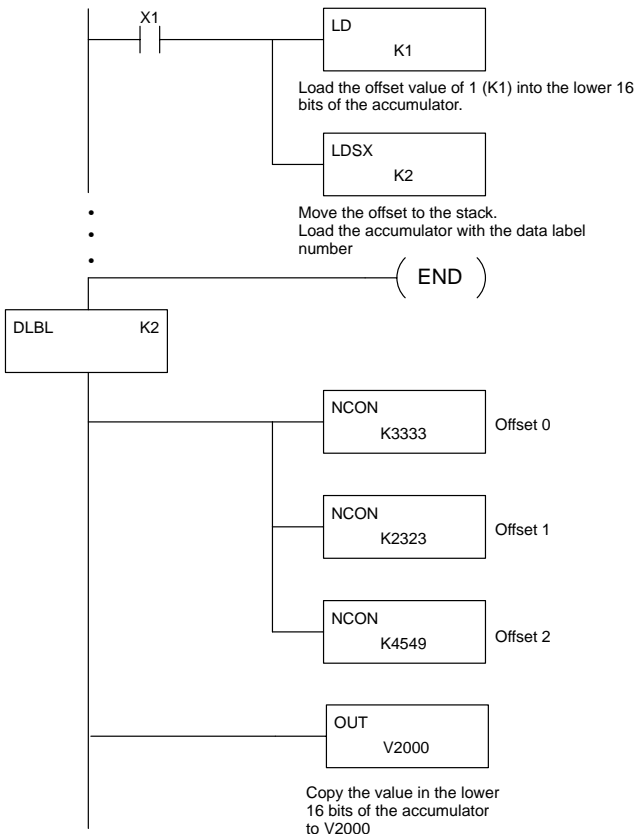 X1
LD
K1
Load the offset value of 1 (K1) into the lower 16
bits of the accumulator.
LDSX
K2
Move the offset to the stack.
Load the accumulator with the data label
number
END
DLBL K2
NCON
K3333
Offset 0
NCON
K2323
Offset 1
NCON
K4549
Offset 2
OUT
V2000
Copy the value in the lower
16 bits of the accumulator
to V2000